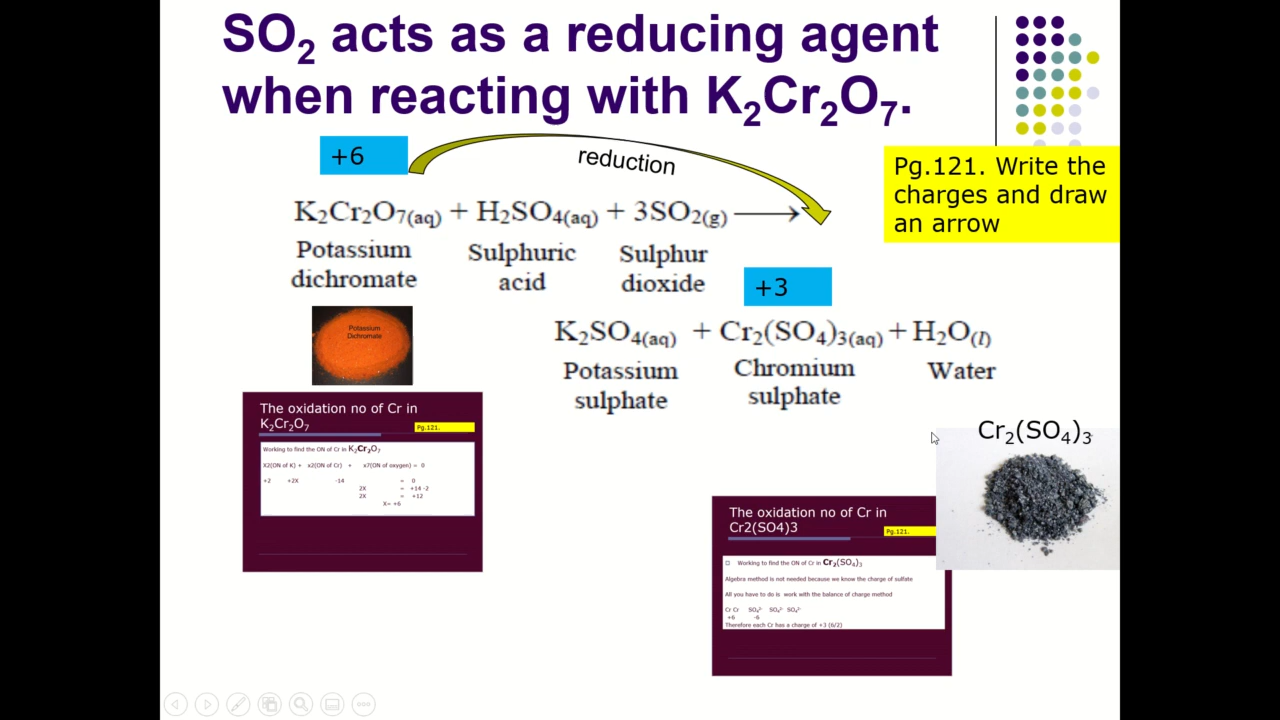 SO₂ acts as a reducing agent
when reacting with K₂Cr₂O₇.
+6
reduction
Pg.121. Write the
charges and draw
an arrow
K₂Cr₂O₇(aq) + H₂SO₄(aq) + 3SO₂(g) ⟶
Potassium Sulphuric Sulphur
dichromate acid dioxide
+3
K₂SO₄(aq) + Cr₂(SO₄)₃(aq) + H₂O(l)
Potassium Chromium Water
sulphate sulphate
Potassium
Dichromate
The oxidation no of Cr in
K₂Cr₂O₇
Pg.121.
Working to find the ON of Cr in K₂Cr₂O₇
X2(ON of K) + x2(ON of Cr) + x7(ON of oxygen) = 0
+2 +2X -14 = 0
2X = +14 -2
2X = +12
X= +6
Cr₂(SO₄)₃
The oxidation no of Cr in
Cr2(SO4)3
Pg.121.
Working to find the ON of Cr in Cr₂(SO₄)₃
Algebra method is not needed because we know the charge of sulfate
All you have to do is work with the balance of charge method
Cr Cr SO₄²⁻ SO₄²⁻ SO₄²⁻
+6 -6
Therefore each Cr has a charge of +3 (6/2)